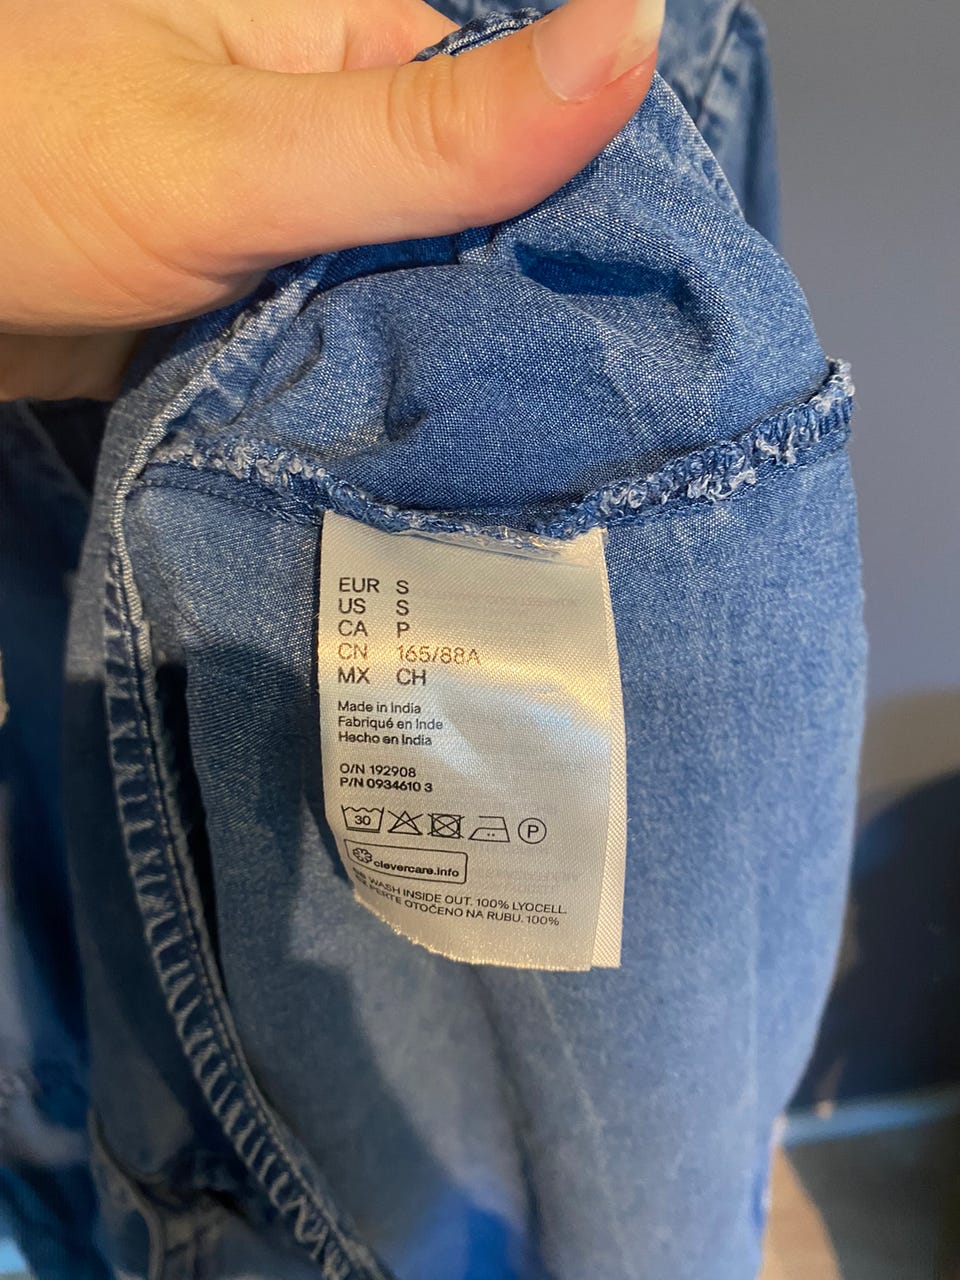 EUR S
US S
CA P
CN 165/88A
MX CH
Made in India
Fabriqué en Inde
Hecho en India
O/N 192908
P/N 0934610 3
30 P
clevercare.info
WASH INSIDE OUT. 100% LYOCELL.
PERTE OTOČENO NA RUBU. 100%